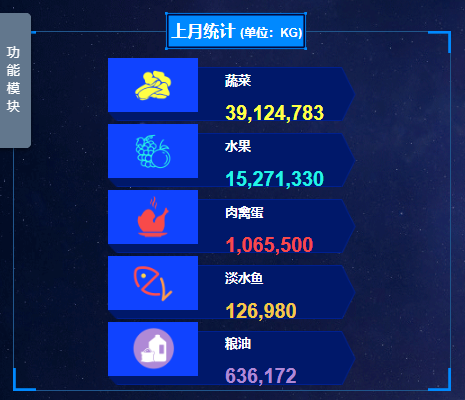 上月统计 (单位：KG)
功能模块
蔬菜
39,124,783
水果
15,271,330
肉禽蛋
1,065,500
淡水鱼
126,980
粮油
636,172